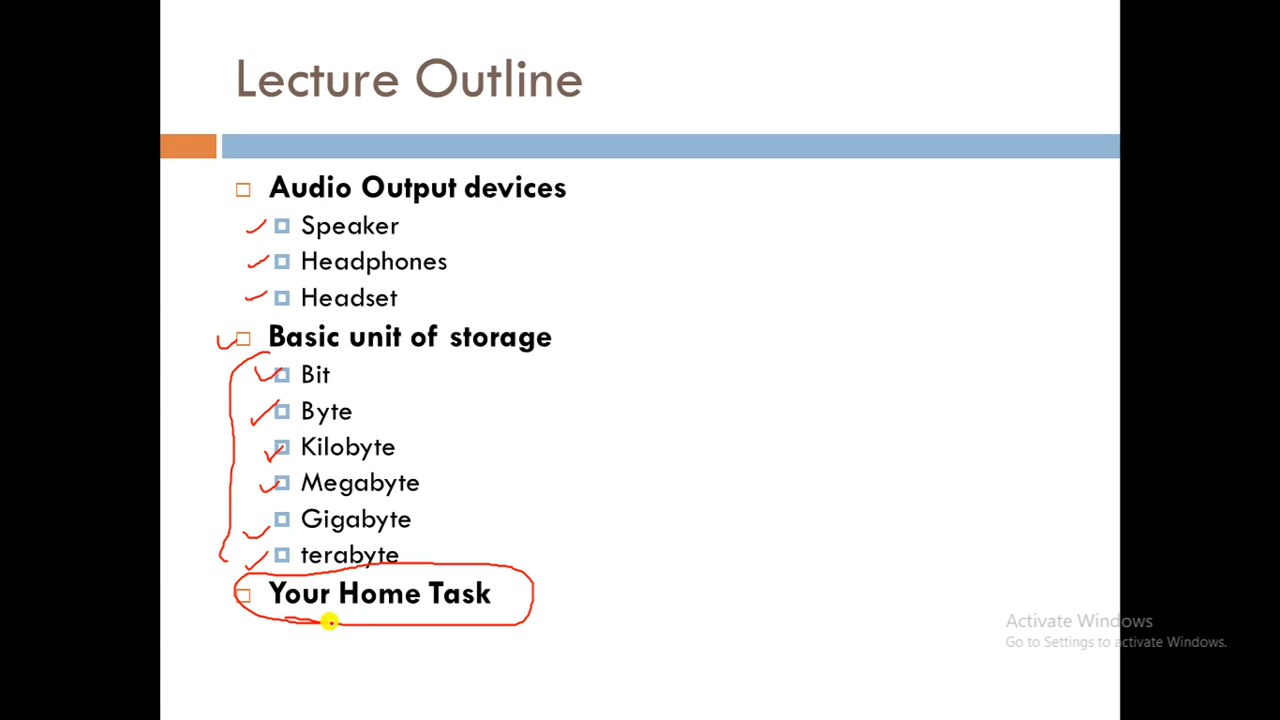 Lecture Outline
Audio Output devices
Speaker
Headphones
Headset
Basic unit of storage
Bit
Byte
Kilobyte
Megabyte
Gigabyte
terabyte
Your Home Task
Activate Windows
Go to Settings to activate Windows.